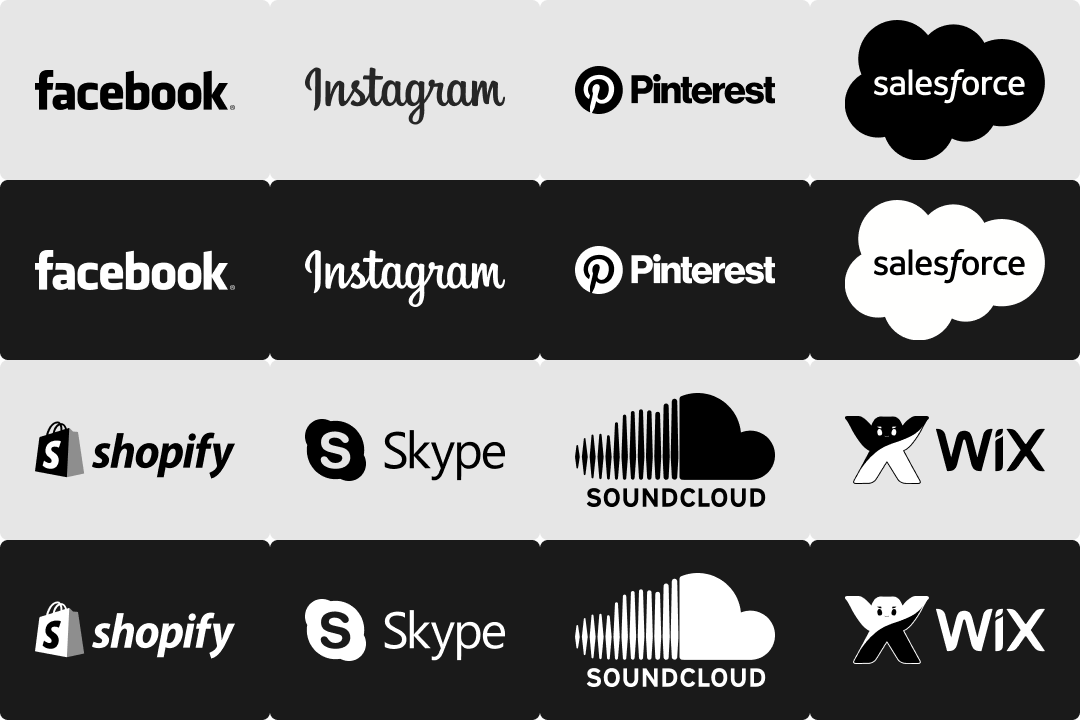 facebook®
Instagram
Pinterest
salesforce
facebook®
Instagram
Pinterest
salesforce
shopify
Skype
SOUNDCLOUD
WiX
shopify
Skype
SOUNDCLOUD
WiX